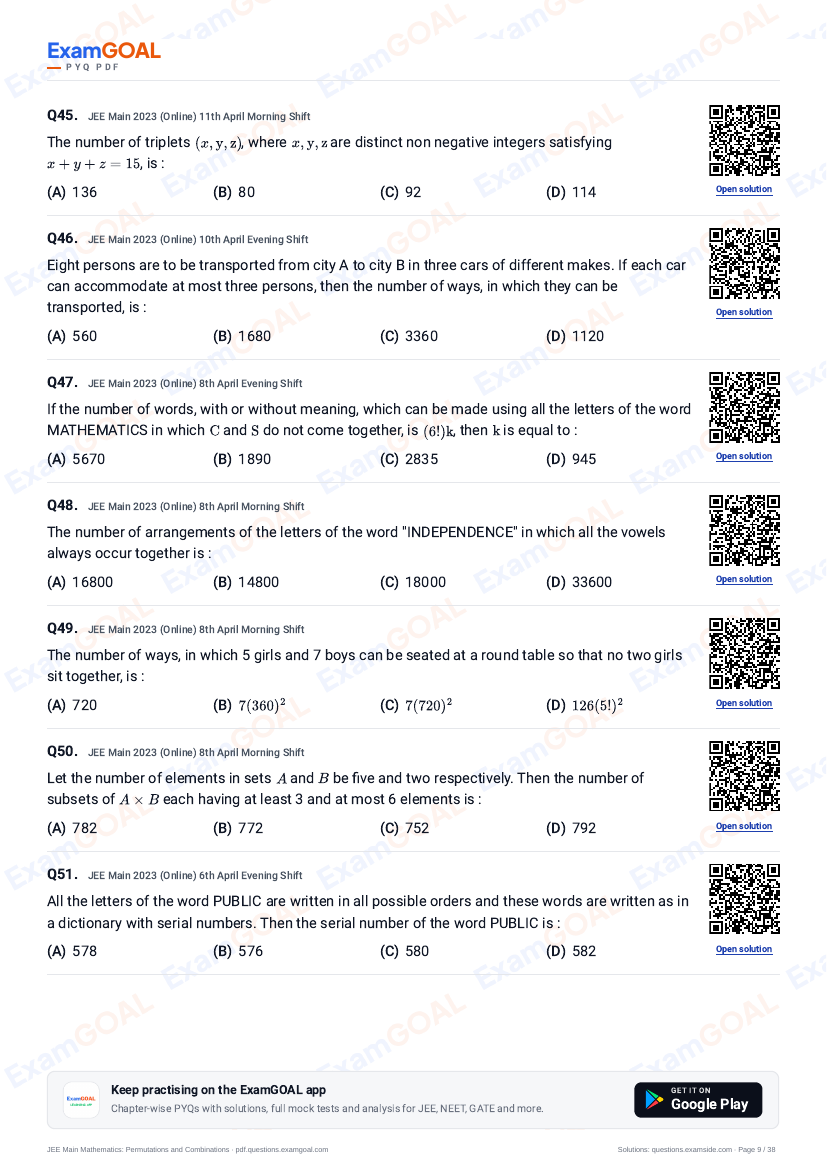 ExamGOAL
PYQ PDF
Q45. JEE Main 2023 (Online) 11th April Morning Shift
The number of triplets (x, y, z), where x, y, z are distinct non negative integers satisfying
x + y + z = 15, is :
(A) 136 (B) 80 (C) 92 (D) 114
Open solution
Q46. JEE Main 2023 (Online) 10th April Evening Shift
Eight persons are to be transported from city A to city B in three cars of different makes. If each car
can accommodate at most three persons, then the number of ways, in which they can be
transported, is :
(A) 560 (B) 1680 (C) 3360 (D) 1120
Open solution
Q47. JEE Main 2023 (Online) 8th April Evening Shift
If the number of words, with or without meaning, which can be made using all the letters of the word
MATHEMATICS in which C and S do not come together, is (6!)k, then k is equal to :
(A) 5670 (B) 1890 (C) 2835 (D) 945
Open solution
Q48. JEE Main 2023 (Online) 8th April Morning Shift
The number of arrangements of the letters of the word "INDEPENDENCE" in which all the vowels
always occur together is :
(A) 16800 (B) 14800 (C) 18000 (D) 33600
Open solution
Q49. JEE Main 2023 (Online) 8th April Morning Shift
The number of ways, in which 5 girls and 7 boys can be seated at a round table so that no two girls
sit together, is :
(A) 720 (B) 7(360)² (C) 7(720)² (D) 126(5!)²
Open solution
Q50. JEE Main 2023 (Online) 8th April Morning Shift
Let the number of elements in sets A and B be five and two respectively. Then the number of
subsets of A × B each having at least 3 and at most 6 elements is :
(A) 782 (B) 772 (C) 752 (D) 792
Open solution
Q51. JEE Main 2023 (Online) 6th April Evening Shift
All the letters of the word PUBLIC are written in all possible orders and these words are written as in
a dictionary with serial numbers. Then the serial number of the word PUBLIC is :
(A) 578 (B) 576 (C) 580 (D) 582
Open solution
ExamGOAL
Keep practising on the ExamGOAL app
Chapter-wise PYQs with solutions, full mock tests and analysis for JEE, NEET, GATE and more.
GET IT ON
Google Play
JEE Main Mathematics: Permutations and Combinations · pdf.questions.examgoal.com
Solutions: questions.examside.com · Page 9 / 38